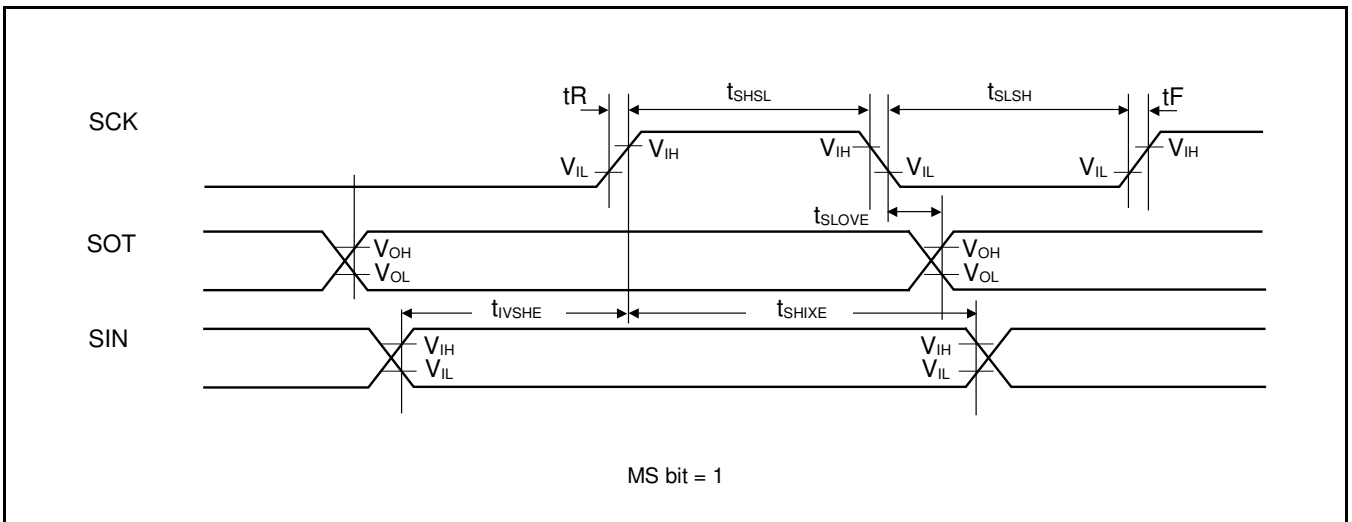 tR tSHSL tSLSH tF
SCK
VIH VIH VIH
VIL VIL VIL
tSLOVE
SOT
VOH VOH
VOL VOL
tIVSHE tSHIXE
SIN
VIH VIH
VIL VIL
MS bit = 1